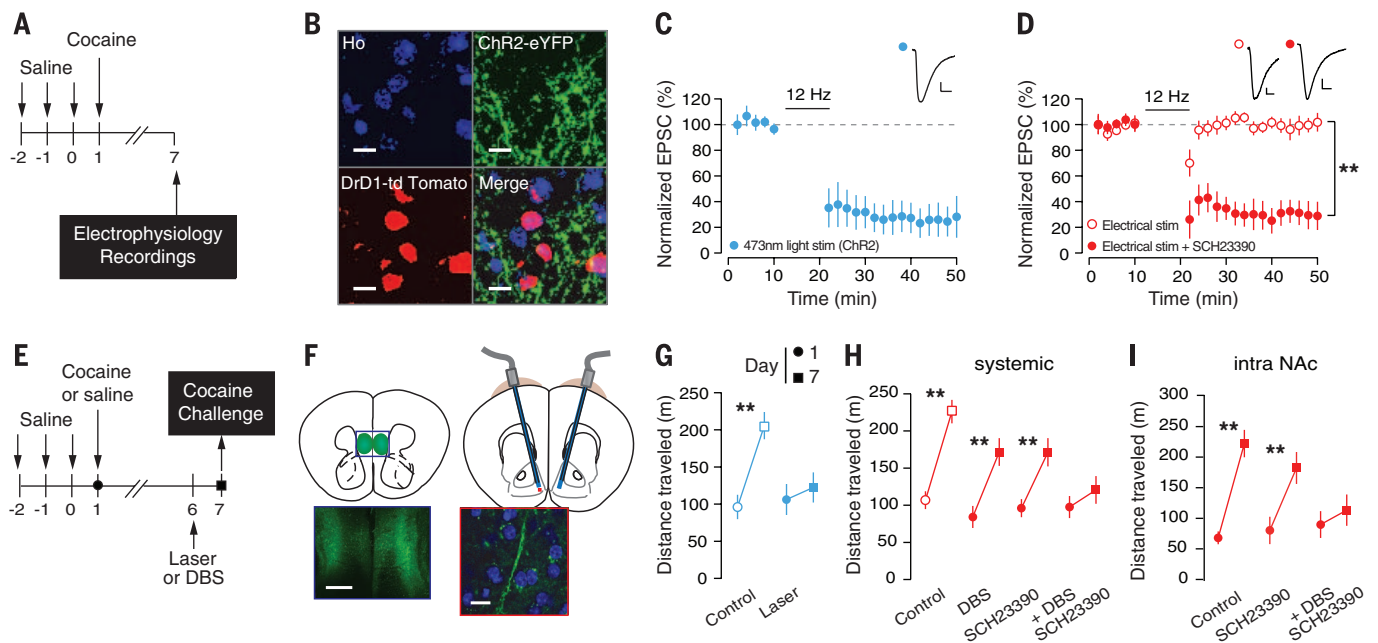 A
Saline
Cocaine
-2
-1
0
1
7
Electrophysiology
Recordings
B
Ho
ChR2-eYFP
DrD1-td Tomato
Merge
C
12 Hz
Normalized EPSC (%)
120
100
80
60
40
20
0
473nm light stim (ChR2)
0
10
20
30
40
50
Time (min)
D
12 Hz
Normalized EPSC (%)
120
100
80
60
40
20
0
**
Electrical stim
Electrical stim + SCH23390
0
10
20
30
40
50
Time (min)
E
Saline
Cocaine
or saline
Cocaine
Challenge
-2
-1
0
1
6
7
Laser
or DBS
F
G
Day
1
7
Distance traveled (m)
250
200
150
100
50
0
**
Control
Laser
H
systemic
Distance traveled (m)
250
200
150
100
50
0
**
**
**
Control
DBS
SCH23390
+ DBS
SCH23390
I
intra NAc
Distance traveled (m)
300
250
200
150
100
50
0
**
**
Control
SCH23390
+ DBS
SCH23390